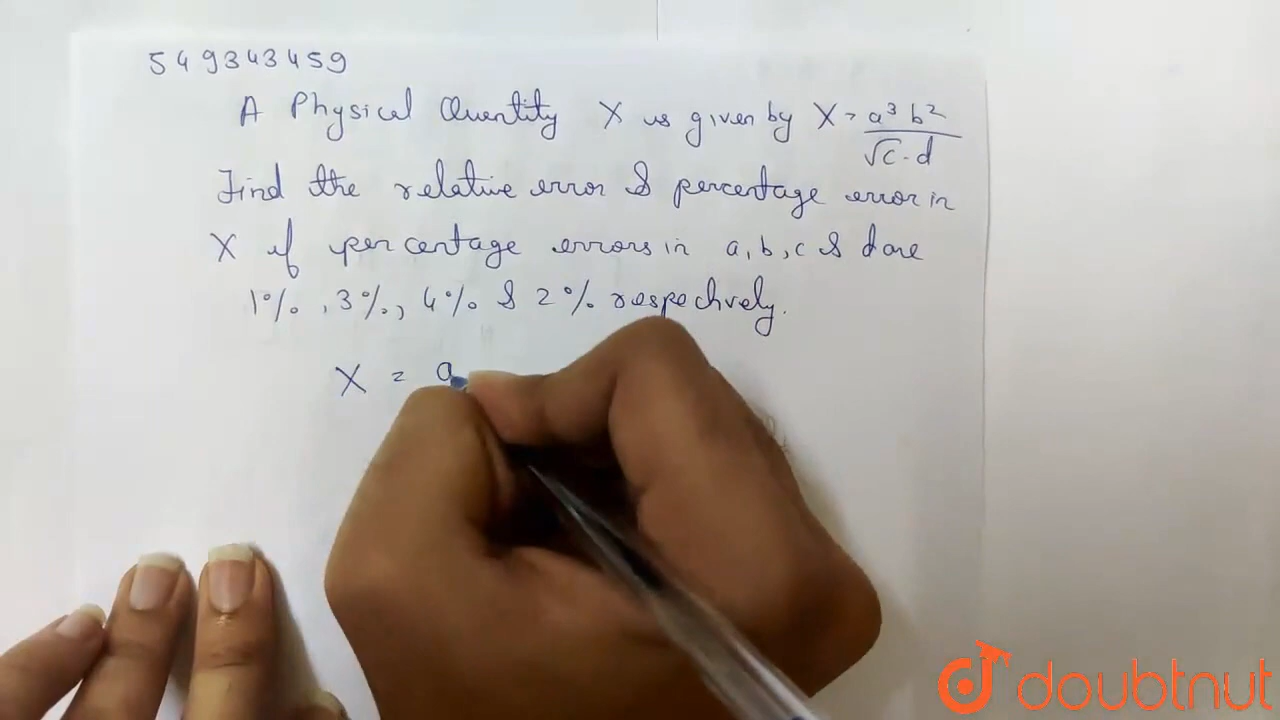 549343459
A Physical Quantity X is given by X = a³ b² / √c · d
Find the relative error & percentage error in
X if percentage errors in a, b, c & d are
1%, 3%, 4% & 2% respectively.
X = a
doubtnut